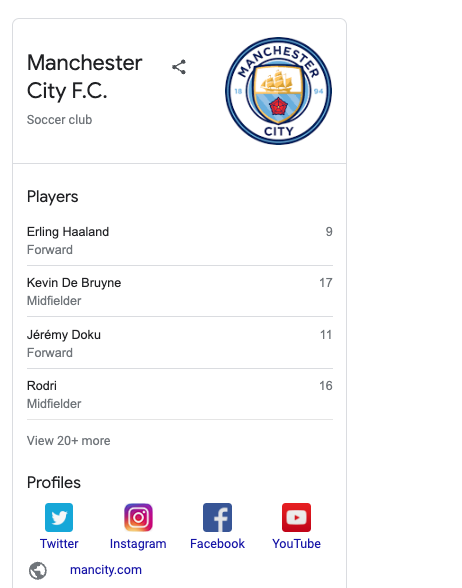 Manchester
City F.C.
Soccer club
MANCHESTER
18 94
CITY
Players
Erling Haaland 9
Forward
Kevin De Bruyne 17
Midfielder
Jérémy Doku 11
Forward
Rodri 16
Midfielder
View 20+ more
Profiles
Twitter Instagram Facebook YouTube
mancity.com